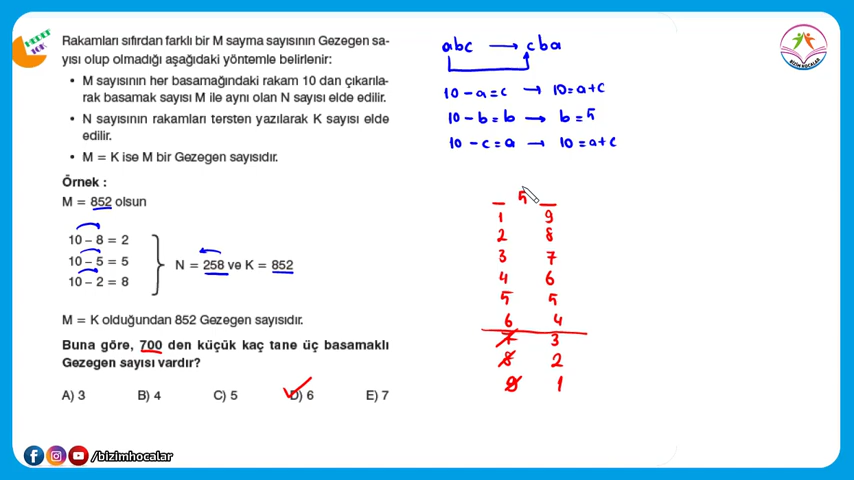 HEDEF
TYT
Rakamları sıfırdan farklı bir M sayma sayısının Gezegen sa-
yısı olup olmadığı aşağıdaki yöntemle belirlenir:
• M sayısının her basamağındaki rakam 10 dan çıkarıla-
rak basamak sayısı M ile aynı olan N sayısı elde edilir.
• N sayısının rakamları tersten yazılarak K sayısı elde
edilir.
• M = K ise M bir Gezegen sayısıdır.
Örnek :
M = 852 olsun
10 – 8 = 2
10 – 5 = 5
10 – 2 = 8
N = 258 ve K = 852
M = K olduğundan 852 Gezegen sayısıdır.
Buna göre, 700 den küçük kaç tane üç basamaklı
Gezegen sayısı vardır?
A) 3 B) 4 C) 5 D) 6 E) 7
abc → cba
10 - a = c → 10 = a + c
10 - b = b → b = 5
10 - c = a → 10 = a + c
_ 5 _
1 9
2 8
3 7
4 6
5 5
6 4
7 3
8 2
9 1
BİZİM HOCALAR
/bizimhocalar